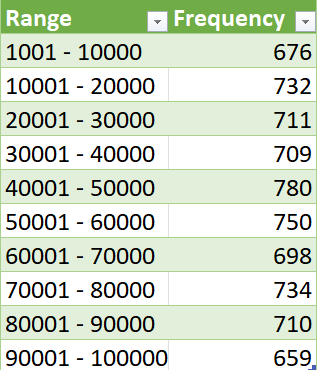 Range Frequency
1001 - 10000 676
10001 - 20000 732
20001 - 30000 711
30001 - 40000 709
40001 - 50000 780
50001 - 60000 750
60001 - 70000 698
70001 - 80000 734
80001 - 90000 710
90001 - 100000 659